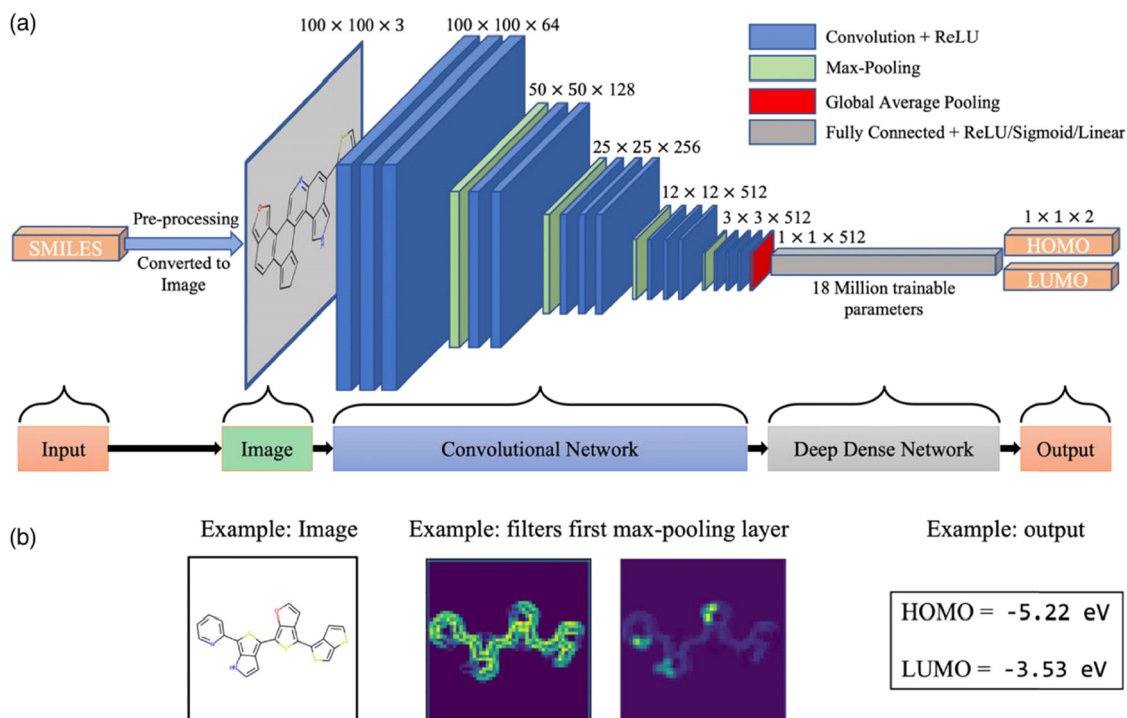 (a)
100 × 100 × 3
100 × 100 × 64
50 × 50 × 128
25 × 25 × 256
12 × 12 × 512
3 × 3 × 512
1 × 1 × 512
1 × 1 × 2
Convolution + ReLU
Max-Pooling
Global Average Pooling
Fully Connected + ReLU/Sigmoid/Linear
SMILES
Pre-processing
Converted to
Image
HOMO
LUMO
18 Million trainable
parameters
Input
Image
Convolutional Network
Deep Dense Network
Output
(b)
Example: Image
Example: filters first max-pooling layer
Example: output
HOMO = -5.22 eV
LUMO = -3.53 eV